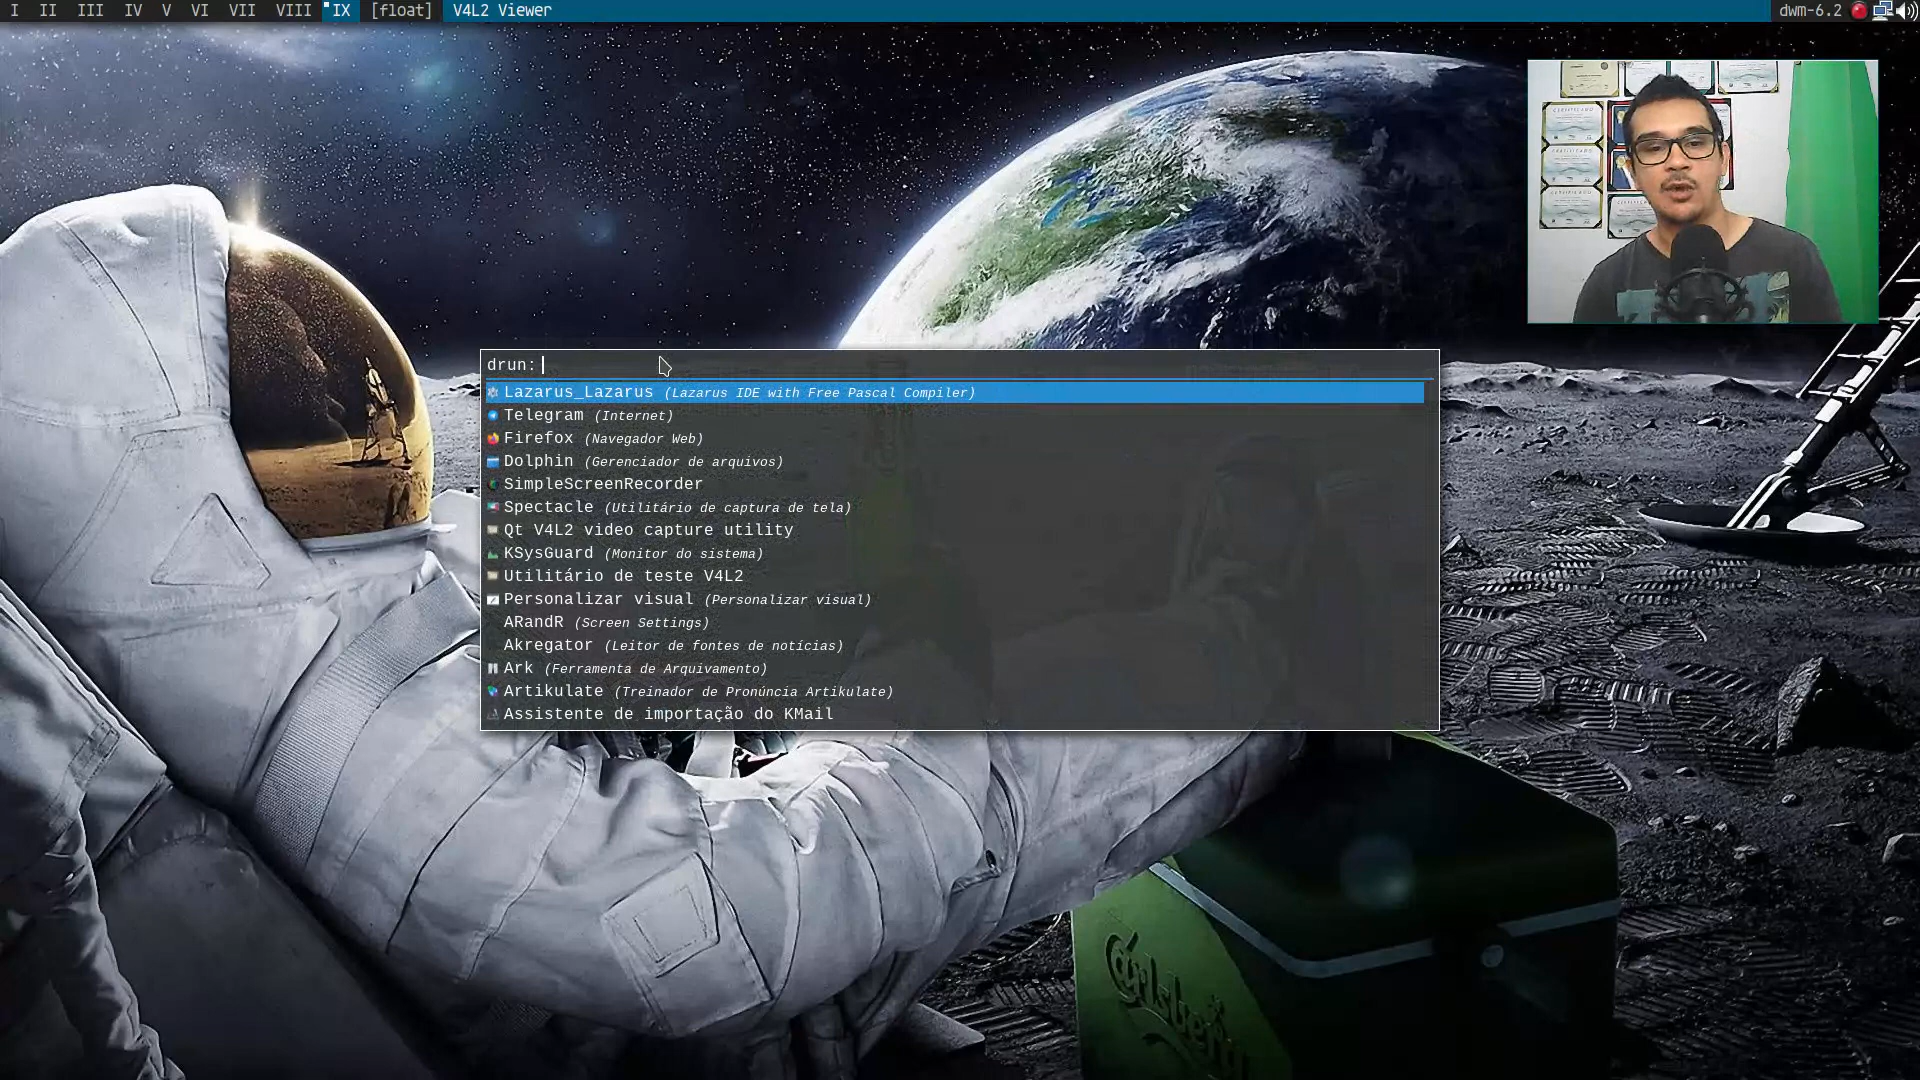 I II III IV V VI VII VIII IX [float] V4L2 Viewer dwm-6.2
CERTIFICADO
CERTIFICADO
CERTIFICADO
drun:
Lazarus_Lazarus (Lazarus IDE with Free Pascal Compiler)
Telegram (Internet)
Firefox (Navegador Web)
Dolphin (Gerenciador de arquivos)
SimpleScreenRecorder
Spectacle (Utilitário de captura de tela)
Qt V4L2 video capture utility
KSysGuard (Monitor do sistema)
Utilitário de teste V4L2
Personalizar visual (Personalizar visual)
ARandR (Screen Settings)
Akregator (Leitor de fontes de notícias)
Ark (Ferramenta de Arquivamento)
Artikulate (Treinador de Pronúncia Artikulate)
Assistente de importação do KMail
Carlsberg